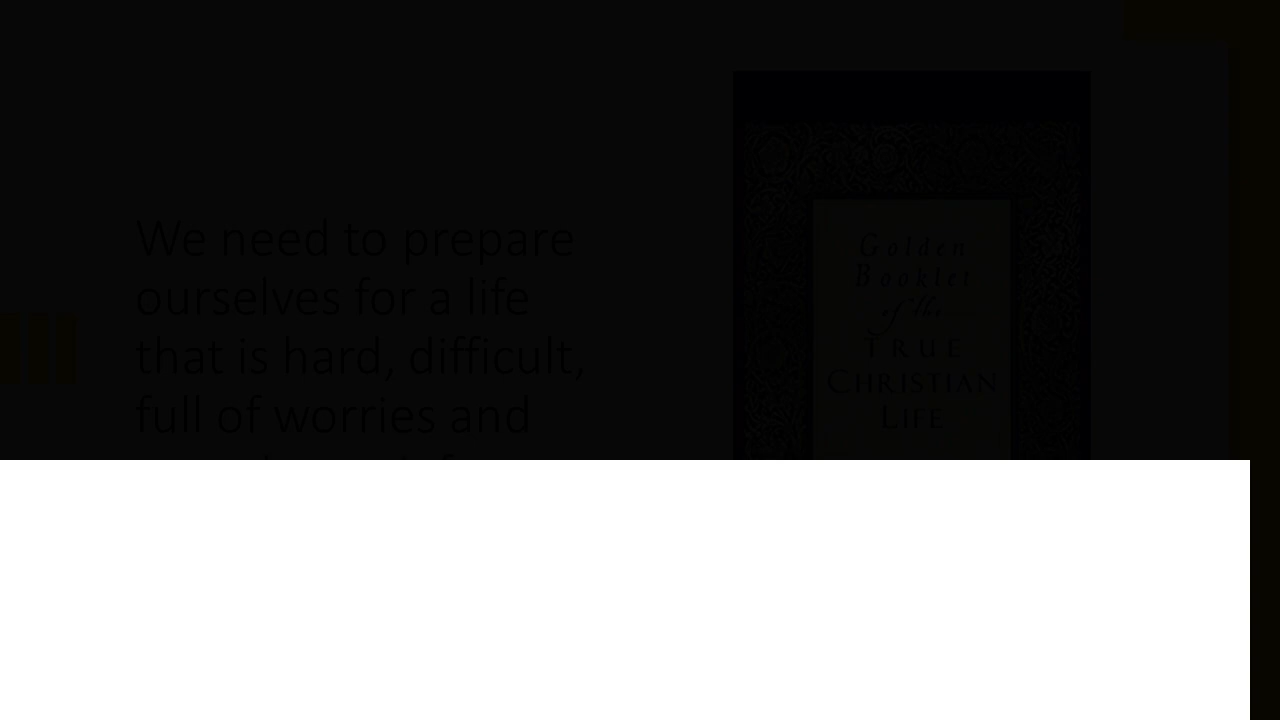 We need to prepare
ourselves for a life
that is hard, difficult,
full of worries and
Golden
Booklet
of the
TRUE
CHRISTIAN
LIFE